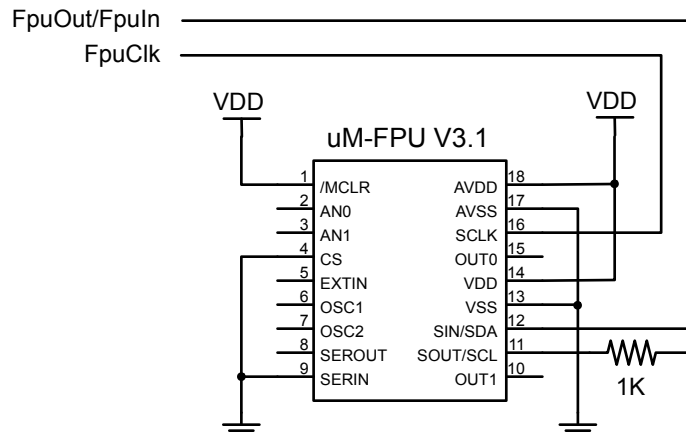 FpuOut/FpuIn
FpuClk
VDD
VDD
uM-FPU V3.1
1 /MCLR AVDD 18
2 AN0 AVSS 17
3 AN1 SCLK 16
4 CS OUT0 15
5 EXTIN VDD 14
6 OSC1 VSS 13
7 OSC2 SIN/SDA 12
8 SEROUT SOUT/SCL 11
9 SERIN OUT1 10
1K